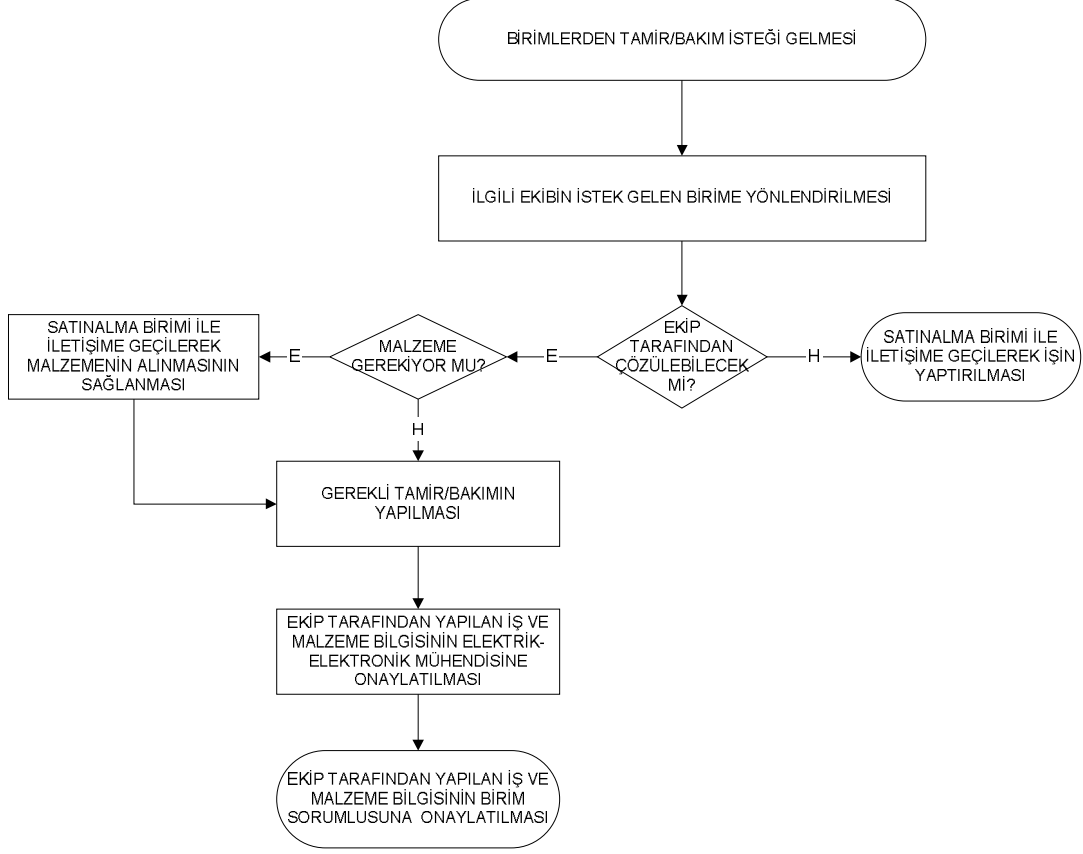 BİRİMLERDEN TAMİR/BAKIM İSTEĞİ GELMESİ
İLGİLİ EKİBİN İSTEK GELEN BİRİME YÖNLENDİRİLMESİ
EKİP
TARAFINDAN
ÇÖZÜLEBİLECEK
Mİ?
H
SATINALMA BİRİMİ İLE
İLETİŞİME GEÇİLEREK İŞİN
YAPTIRILMASI
E
MALZEME
GEREKİYOR MU?
E
SATINALMA BİRİMİ İLE
İLETİŞİME GEÇİLEREK
MALZEMENİN ALINMASININ
SAĞLANMASI
H
GEREKLİ TAMİR/BAKIMIN
YAPILMASI
EKİP TARAFINDAN YAPILAN İŞ VE
MALZEME BİLGİSİNİN ELEKTRİK-
ELEKTRONİK MÜHENDİSİNE
ONAYLATILMASI
EKİP TARAFINDAN YAPILAN İŞ VE
MALZEME BİLGİSİNİN BİRİM
SORUMLUSUNA ONAYLATILMASI